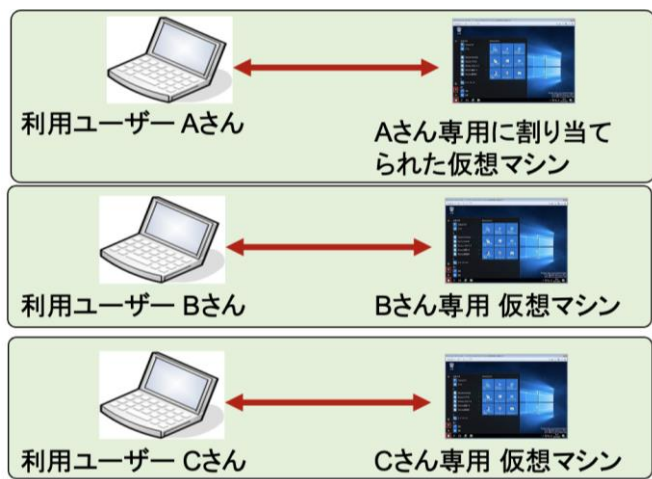 利用ユーザー Aさん
Aさん専用に割り当て
られた仮想マシン
利用ユーザー Bさん
Bさん専用 仮想マシン
利用ユーザー Cさん
Cさん専用 仮想マシン